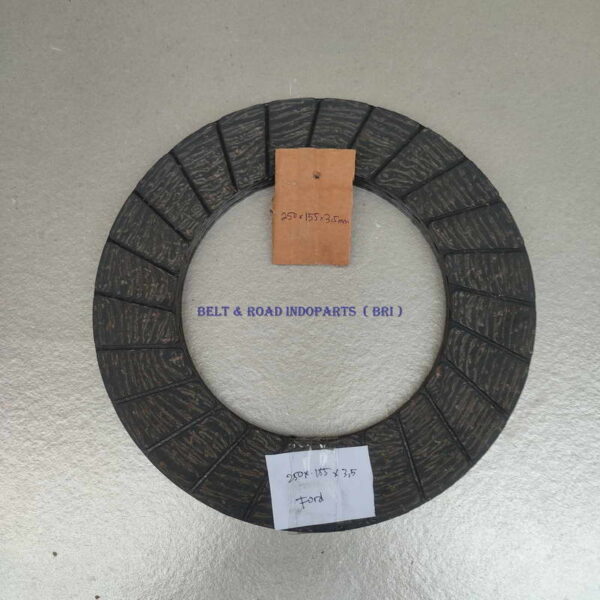 250 x 155 x 3,5mm
BELT & ROAD INDOPARTS ( BRI )
250 x 155 x 3,5
Ford